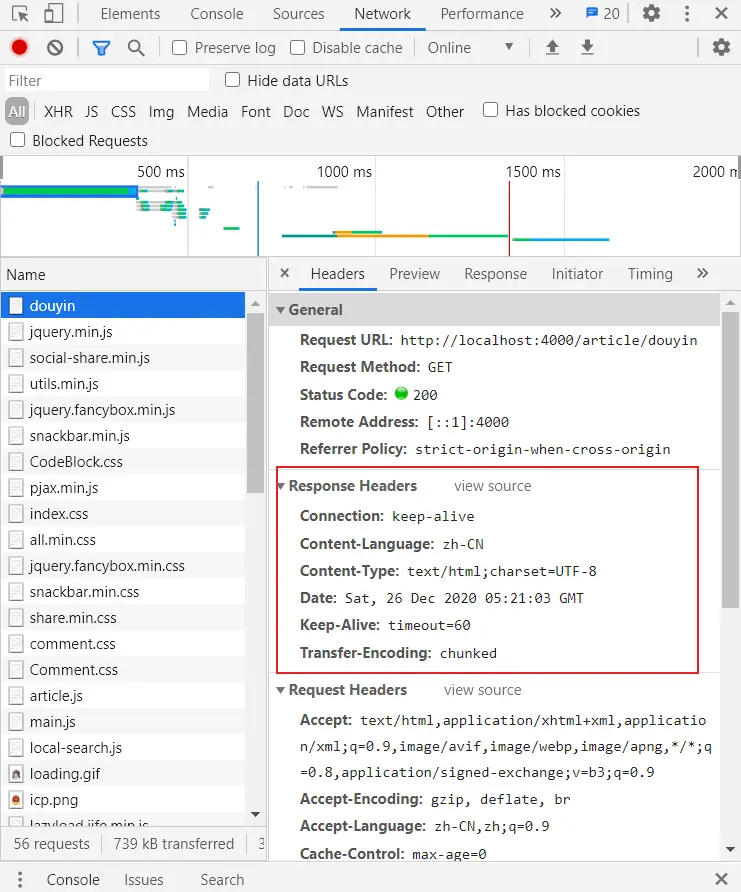 Elements Console Sources Network Performance » 20
Preserve log Disable cache Online
Filter Hide data URLs
All XHR JS CSS Img Media Font Doc WS Manifest Other Has blocked cookies
Blocked Requests
500 ms 1000 ms 1500 ms 2000 m
Name
douyin
jquery.min.js
social-share.min.js
utils.min.js
jquery.fancybox.min.js
snackbar.min.js
CodeBlock.css
pjax.min.js
index.css
all.min.css
jquery.fancybox.min.css
snackbar.min.css
share.min.css
comment.css
Comment.css
article.js
main.js
local-search.js
loading.gif
icp.png
lazyload.iife.min.js
56 requests 739 kB transferred 3
× Headers Preview Response Initiator Timing »
General
Request URL: http://localhost:4000/article/douyin
Request Method: GET
Status Code: 200
Remote Address: [::1]:4000
Referrer Policy: strict-origin-when-cross-origin
Response Headers view source
Connection: keep-alive
Content-Language: zh-CN
Content-Type: text/html;charset=UTF-8
Date: Sat, 26 Dec 2020 05:21:03 GMT
Keep-Alive: timeout=60
Transfer-Encoding: chunked
Request Headers view source
Accept: text/html,application/xhtml+xml,applicatio
n/xml;q=0.9,image/avif,image/webp,image/apng,*/*;q
=0.8,application/signed-exchange;v=b3;q=0.9
Accept-Encoding: gzip, deflate, br
Accept-Language: zh-CN,zh;q=0.9
Cache-Control: max-age=0
Console Issues Search